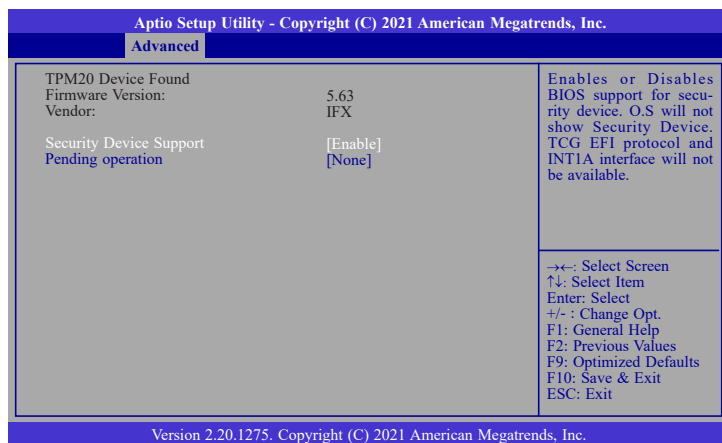 Aptio Setup Utility - Copyright (C) 2021 American Megatrends, Inc.
Advanced
TPM20 Device Found
Firmware Version: 5.63
Vendor: IFX
Security Device Support [Enable]
Pending operation [None]
Enables or Disables
BIOS support for secu-
rity device. O.S will not
show Security Device.
TCG EFI protocol and
INT1A interface will not
be available.
→←: Select Screen
↑↓: Select Item
Enter: Select
+/- : Change Opt.
F1: General Help
F2: Previous Values
F9: Optimized Defaults
F10: Save & Exit
ESC: Exit
Version 2.20.1275. Copyright (C) 2021 American Megatrends, Inc.